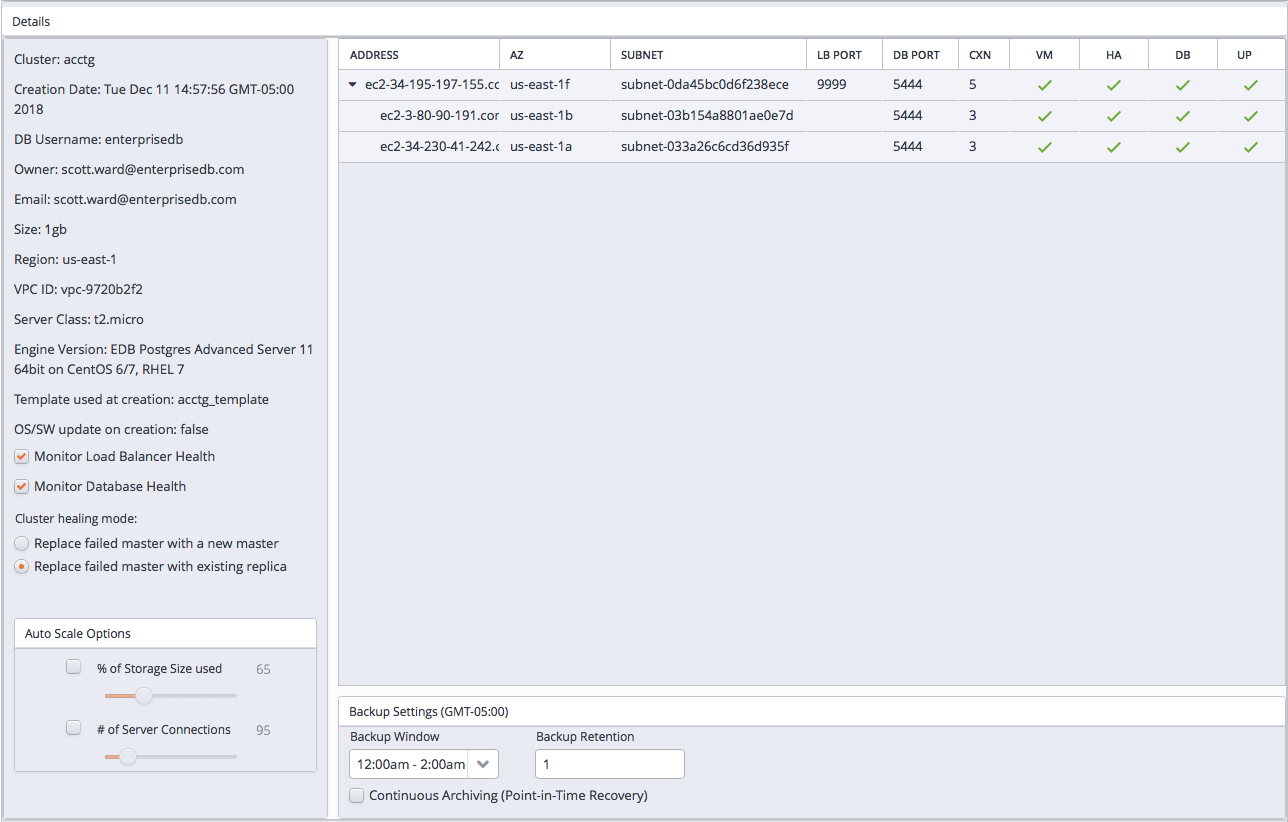 Details
Cluster: acctg
Creation Date: Tue Dec 11 14:57:56 GMT-05:00
2018
DB Username: enterprisedb
Owner: scott.ward@enterprisedb.com
Email: scott.ward@enterprisedb.com
Size: 1gb
Region: us-east-1
VPC ID: vpc-9720b2f2
Server Class: t2.micro
Engine Version: EDB Postgres Advanced Server 11
64bit on CentOS 6/7, RHEL 7
Template used at creation: acctg_template
OS/SW update on creation: false
Monitor Load Balancer Health
Monitor Database Health
Cluster healing mode:
Replace failed master with a new master
Replace failed master with existing replica
Auto Scale Options
% of Storage Size used 65
# of Server Connections 95
ADDRESS AZ SUBNET LB PORT DB PORT CXN VM HA DB UP
ec2-34-195-197-155.cc us-east-1f subnet-0da45bc0d6f238ece 9999 5444 5
ec2-3-80-90-191.cor us-east-1b subnet-03b154a8801ae0e7d 5444 3
ec2-34-230-41-242.c us-east-1a subnet-033a26c6cd36d935f 5444 3
Backup Settings (GMT-05:00)
Backup Window Backup Retention
12:00am - 2:00am 1
Continuous Archiving (Point-in-Time Recovery)